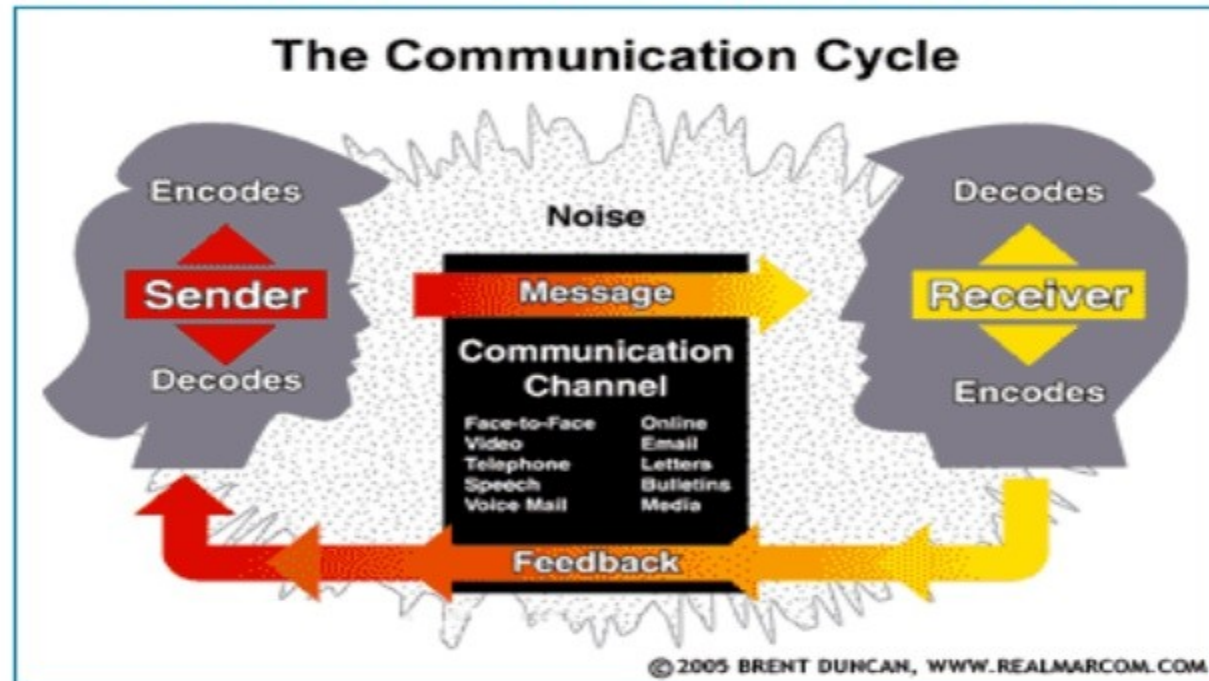 The Communication Cycle
Encodes
Sender
Decodes
Noise
Message
Communication
Channel
Face-to-Face Online
Video Email
Telephone Letters
Speech Bulletins
Voice Mail Media
Feedback
Decodes
Receiver
Encodes
© 2005 BRENT DUNCAN, WWW.REALMARCOM.COM